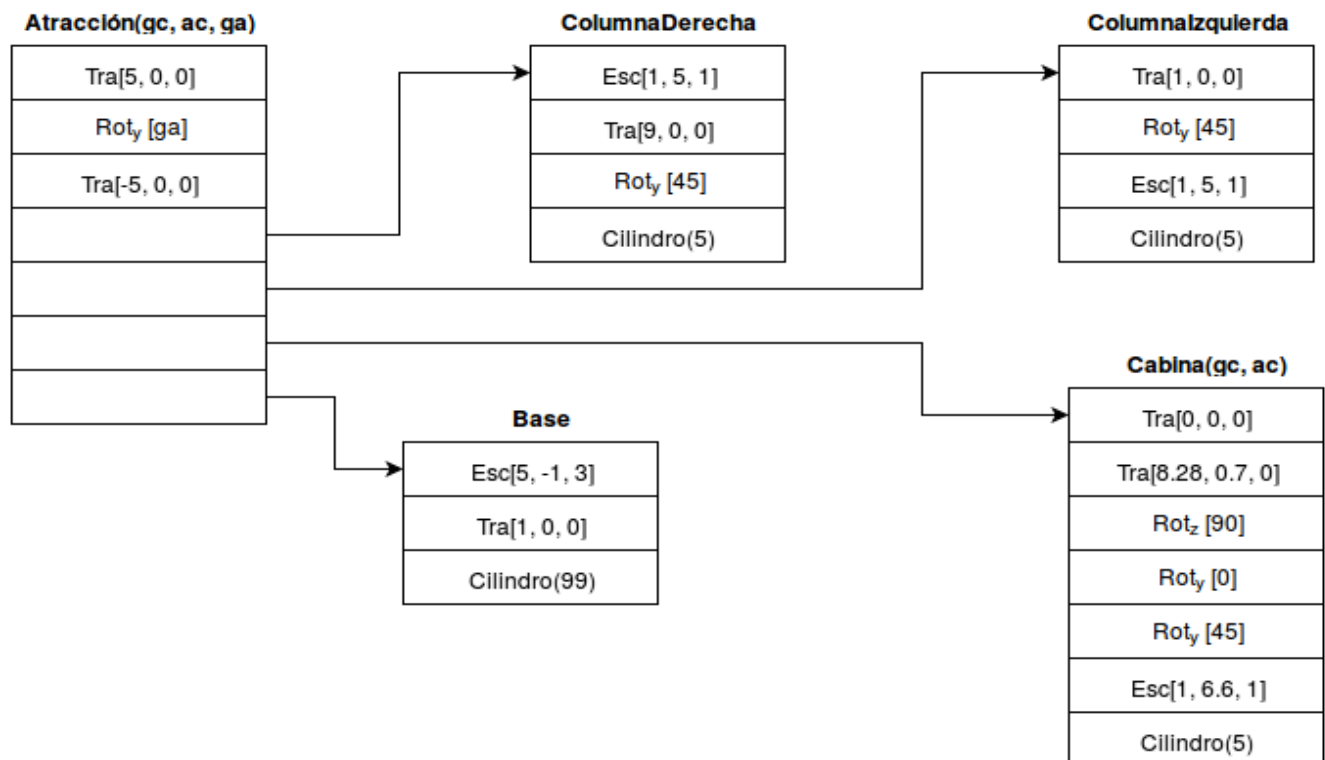 Atracción(gc, ac, ga)
Tra[5, 0, 0]
Roty [ga]
Tra[-5, 0, 0]
ColumnaDerecha
Esc[1, 5, 1]
Tra[9, 0, 0]
Roty [45]
Cilindro(5)
ColumnaIzquierda
Tra[1, 0, 0]
Roty [45]
Esc[1, 5, 1]
Cilindro(5)
Base
Esc[5, -1, 3]
Tra[1, 0, 0]
Cilindro(99)
Cabina(gc, ac)
Tra[0, 0, 0]
Tra[8.28, 0.7, 0]
Rotz [90]
Roty [0]
Roty [45]
Esc[1, 6.6, 1]
Cilindro(5)